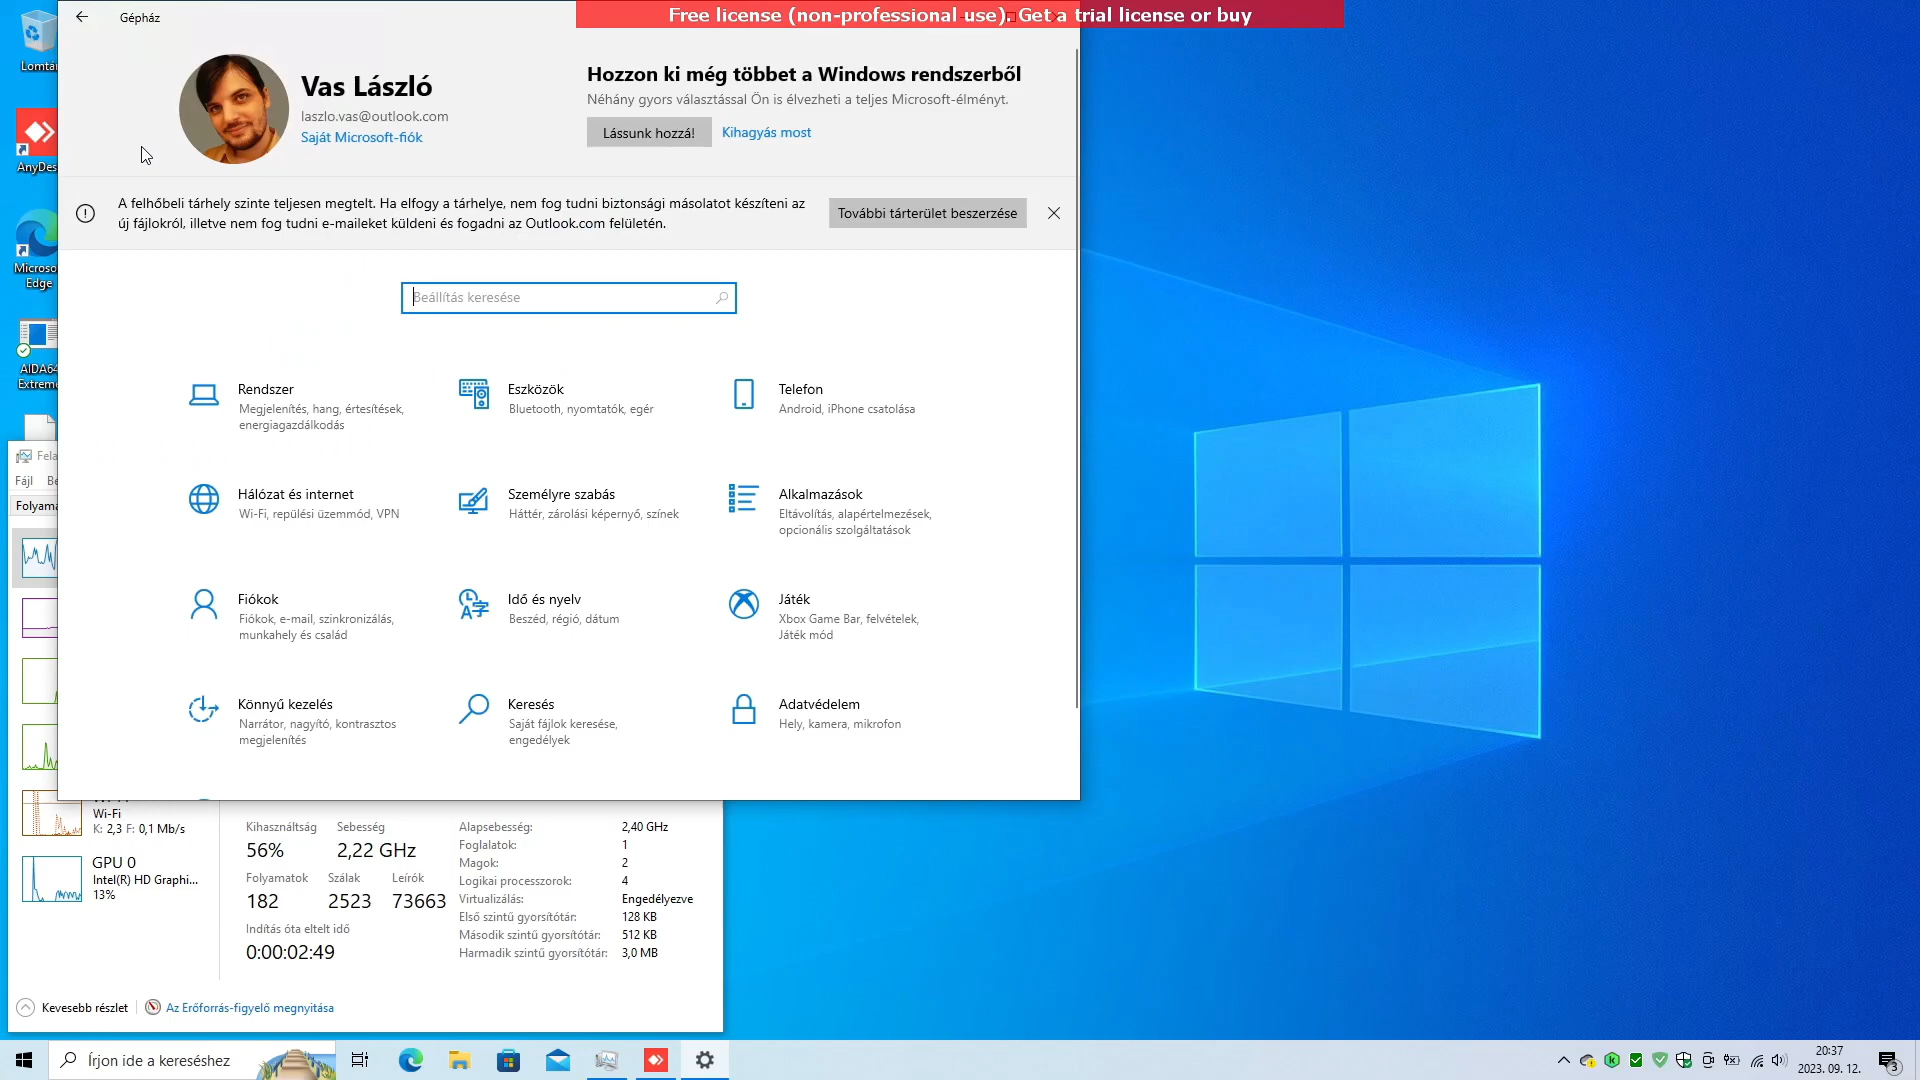 Free license (non-professional use). Get a trial license or buy
Gépház
Lomtár
Vas László
laszlo.vas@outlook.com
Saját Microsoft-fiók
Hozzon ki még többet a Windows rendszerből
Néhány gyors választással Ön is élvezheti a teljes Microsoft-élményt.
Lássunk hozzá!
Kihagyás most
AnyDes
A felhőbeli tárhely szinte teljesen megtelt. Ha elfogy a tárhelye, nem fog tudni biztonsági másolatot készíteni az
új fájlokról, illetve nem fog tudni e-maileket küldeni és fogadni az Outlook.com felületén.
További tárterület beszerzése
Microso
Edge
Beállítás keresése
AIDA64
Extreme
Rendszer
Megjelenítés, hang, értesítések,
energiagazdálkodás
Eszközök
Bluetooth, nyomtatók, egér
Telefon
Android, iPhone csatolása
Hálózat és internet
Wi-Fi, repülési üzemmód, VPN
Személyre szabás
Háttér, zárolási képernyő, színek
Alkalmazások
Eltávolítás, alapértelmezések,
opcionális szolgáltatások
Fiókok
Fiókok, e-mail, szinkronizálás,
munkahely és család
Idő és nyelv
Beszéd, régió, dátum
Játék
Xbox Game Bar, felvételek,
Játék mód
Könnyű kezelés
Narrátor, nagyító, kontrasztos
megjelenítés
Keresés
Saját fájlok keresése,
engedélyek
Adatvédelem
Hely, kamera, mikrofon
Fela
Fájl Be
Folyama
Wi-Fi
K: 2,3 F: 0,1 Mb/s
GPU 0
Intel(R) HD Graphi...
13%
Kihasználtság Sebesség
56% 2,22 GHz
Folyamatok Szálak Leírók
182 2523 73663
Indítás óta eltelt idő
0:00:02:49
Alapsebesség: 2,40 GHz
Foglalatok: 1
Magok: 2
Logikai processzorok: 4
Virtualizálás: Engedélyezve
Első szintű gyorsítótár: 128 KB
Második szintű gyorsítótár: 512 KB
Harmadik szintű gyorsítótár: 3,0 MB
Kevesebb részlet
Az Erőforrás-figyelő megnyitása
Írjon ide a kereséshez
20:37
2023. 09. 12.
3